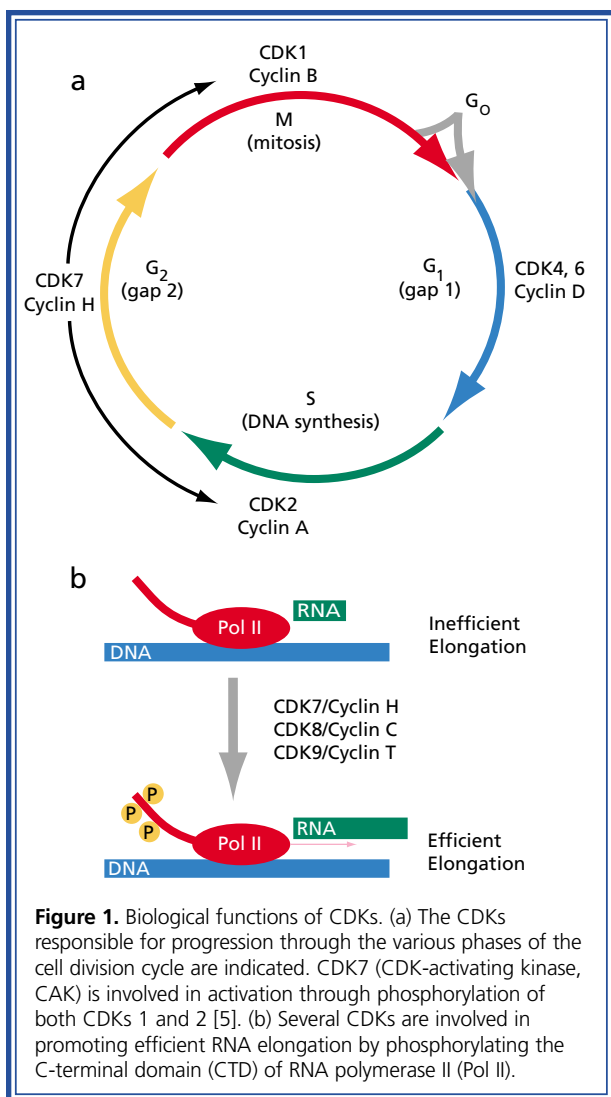 a
CDK1
Cyclin B
M
(mitosis)
G0
CDK7
Cyclin H
G2
(gap 2)
G1
(gap 1)
CDK4, 6
Cyclin D
S
(DNA synthesis)
CDK2
Cyclin A
b
Pol II
RNA
DNA
Inefficient
Elongation
CDK7/Cyclin H
CDK8/Cyclin C
CDK9/Cyclin T
P
P
P
Pol II
RNA
DNA
Efficient
Elongation
Figure 1. Biological functions of CDKs. (a) The CDKs
responsible for progression through the various phases of the
cell division cycle are indicated. CDK7 (CDK-activating kinase,
CAK) is involved in activation through phosphorylation of
both CDKs 1 and 2 [5]. (b) Several CDKs are involved in
promoting efficient RNA elongation by phosphorylating the
C-terminal domain (CTD) of RNA polymerase II (Pol II).